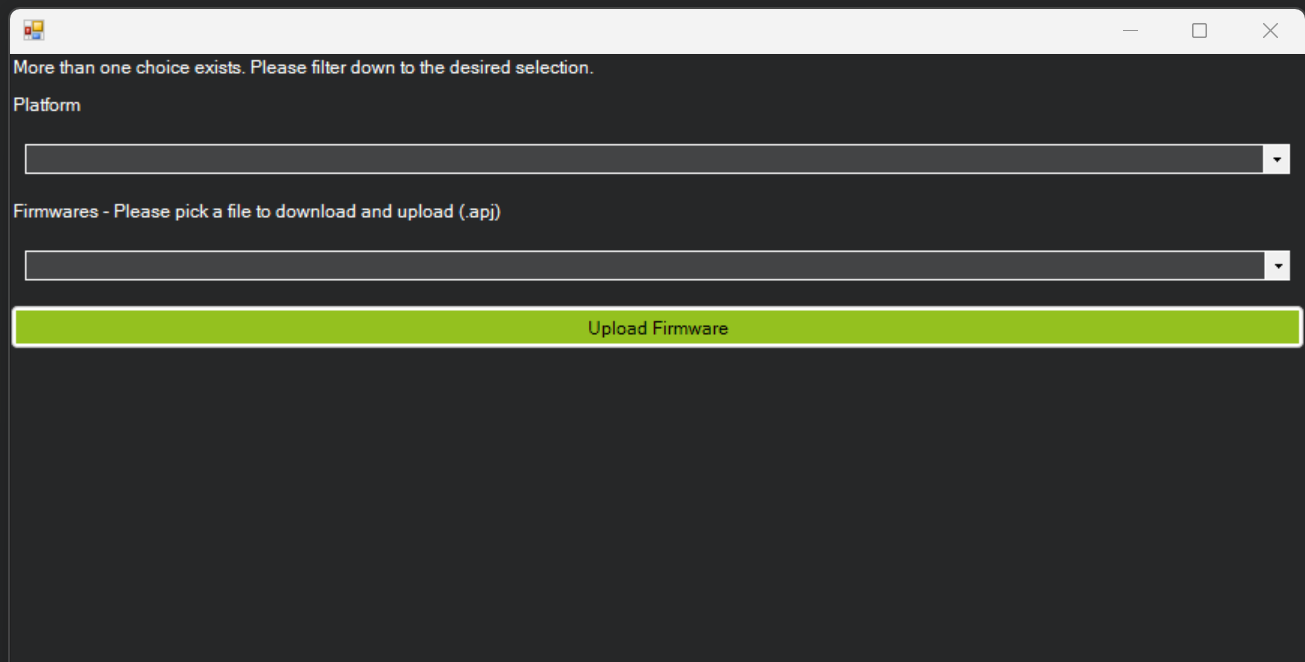 More than one choice exists. Please filter down to the desired selection.
Platform
Firmwares - Please pick a file to download and upload (.apj)
Upload Firmware